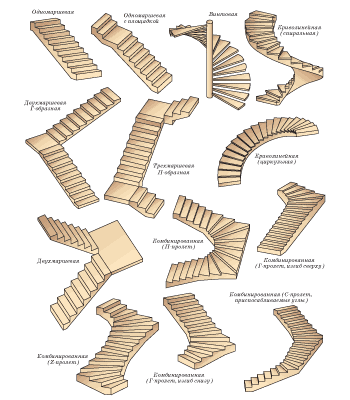 Одномаршевая
Одномаршевая
с площадкой
Винтовая
Криволинейная
(спиральная)
Двухмаршевая
Г-образная
Трехмаршевая
П-образная
Криволинейная
(циркульная)
Комбинированная
(П-пролет)
Двухмаршевая
Комбинированная
(Г-пролет, изгиб сверху)
Комбинированная (С-пролет,
приспосабливаемые углы)
Комбинированная
(Z-пролет)
Комбинированная
(Г-пролет, изгиб снизу)